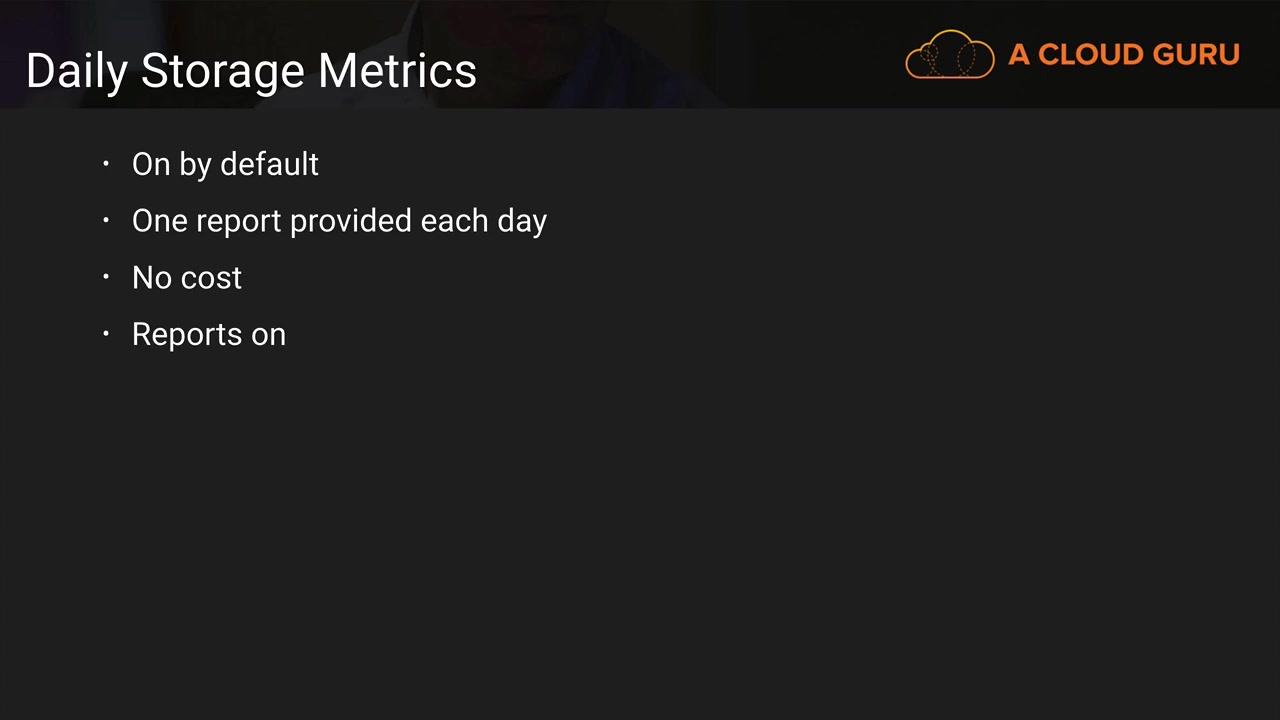 Daily Storage Metrics
A CLOUD GURU
• On by default
• One report provided each day
• No cost
• Reports on